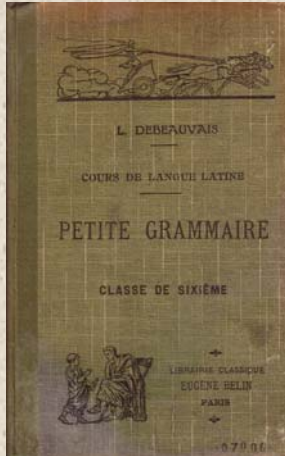 L. DEBEAUVAIS
COURS DE LANGUE LATINE
PETITE GRAMMAIRE
CLASSE DE SIXIÈME
LIBRAIRIE CLASSIQUE
EUGÈNE BELIN
PARIS